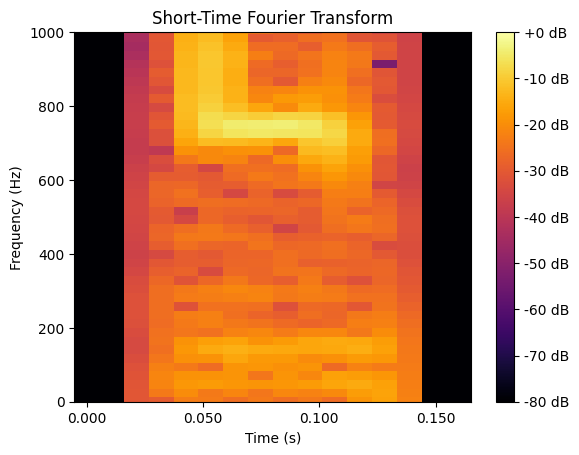 Short-Time Fourier Transform
1000
800
600
400
200
0
Frequency (Hz)
0.000
0.050
0.100
0.150
Time (s)
+0 dB
-10 dB
-20 dB
-30 dB
-40 dB
-50 dB
-60 dB
-70 dB
-80 dB